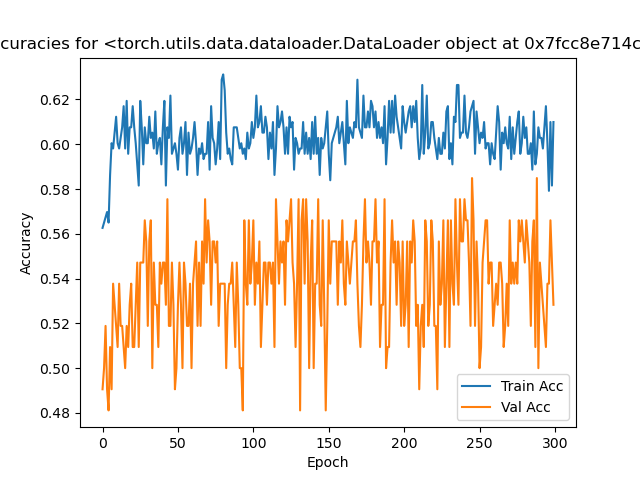 curacies for <torch.utils.data.dataloader.DataLoader object at 0x7fcc8e714c
0.62
0.60
0.58
0.56
0.54
0.52
0.50
0.48
Accuracy
Train Acc
Val Acc
0 50 100 150 200 250 300
Epoch